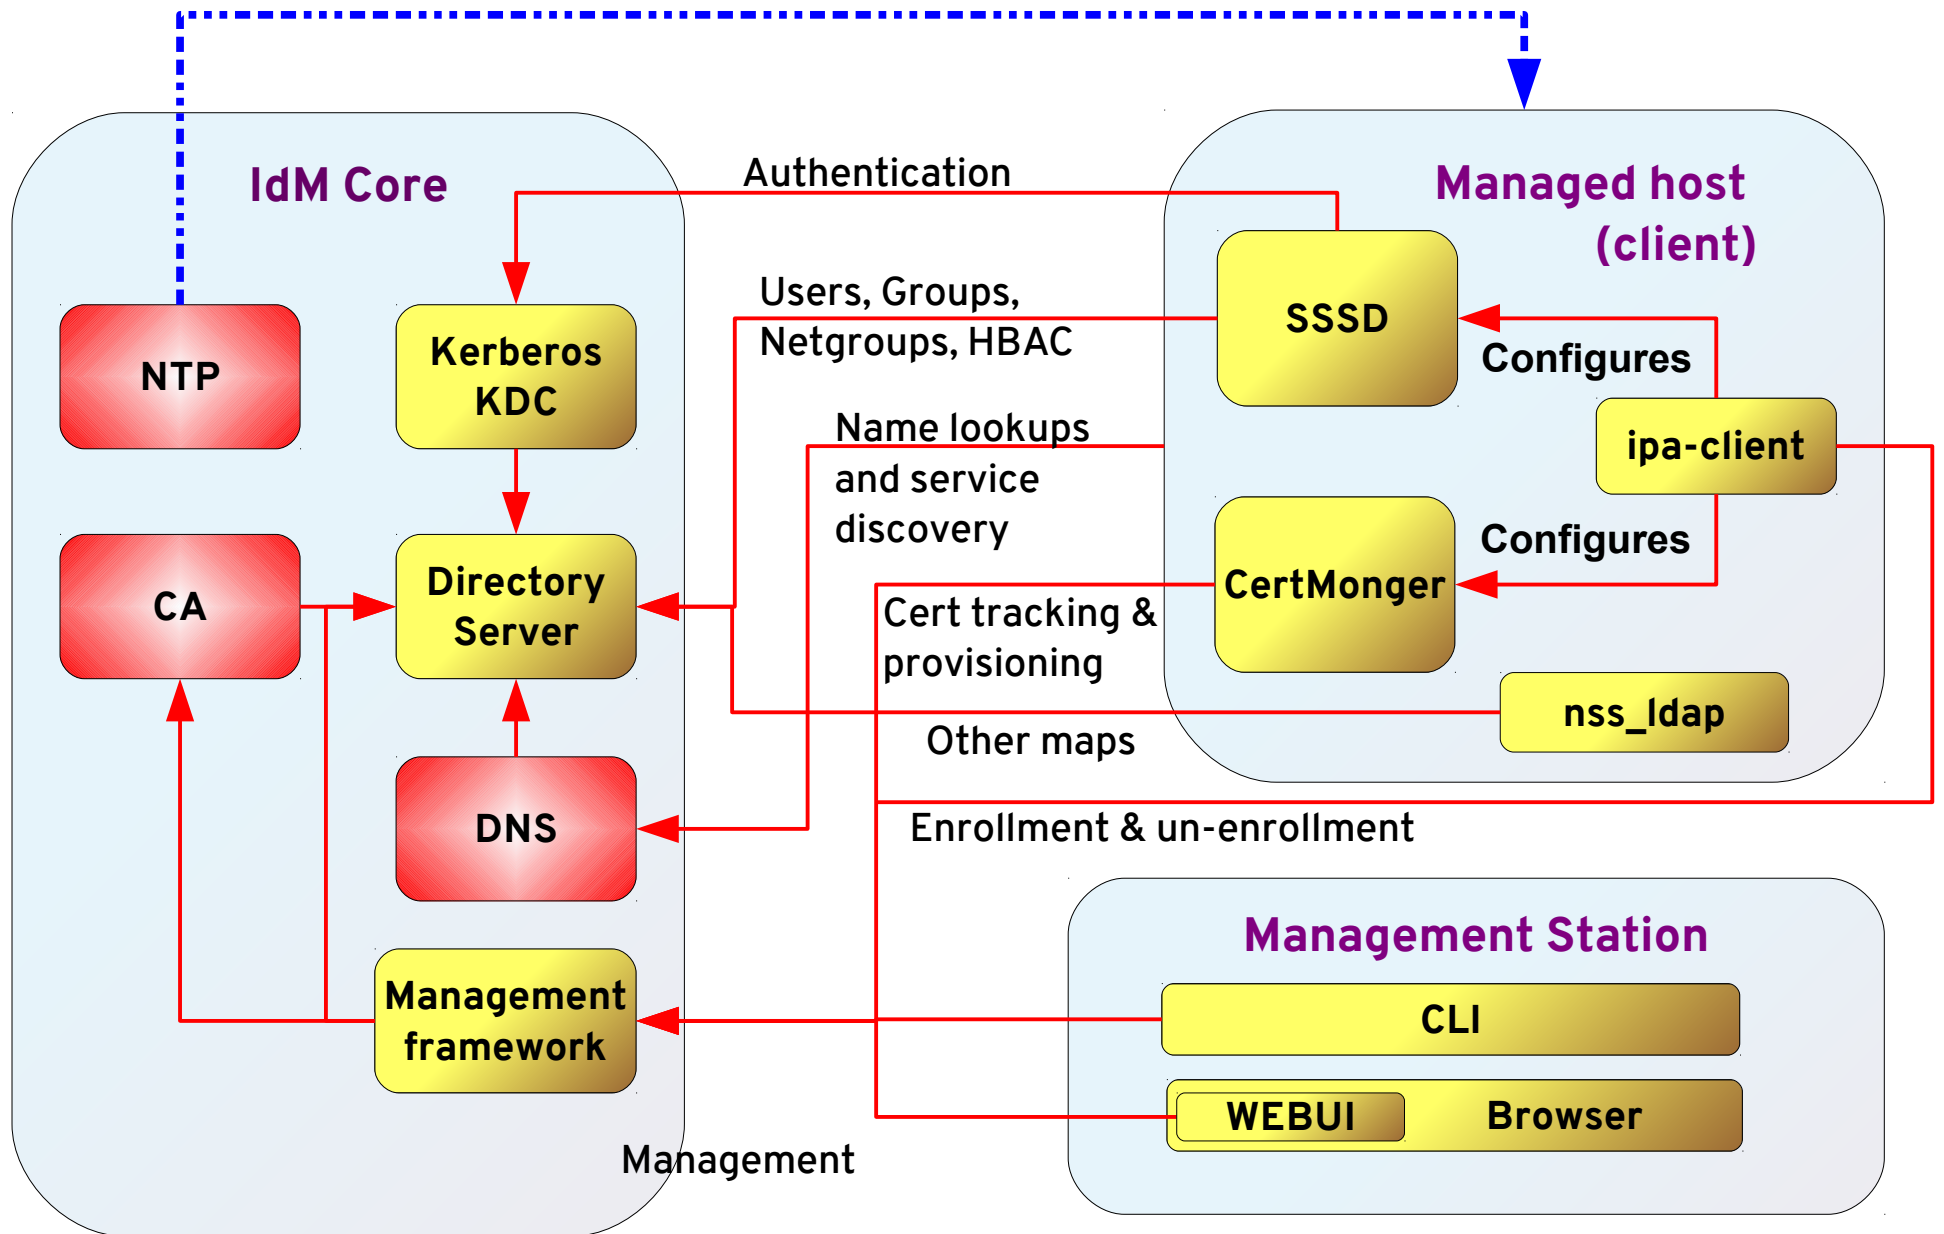 IdM Core
NTP
Kerberos
KDC
CA
Directory
Server
DNS
Management
framework
Authentication
Users, Groups,
Netgroups, HBAC
Name lookups
and service
discovery
Cert tracking &
provisioning
Other maps
Enrollment & un-enrollment
Management
Managed host
(client)
SSSD
Configures
ipa-client
Configures
CertMonger
nss_ldap
Management Station
CLI
WEBUI
Browser